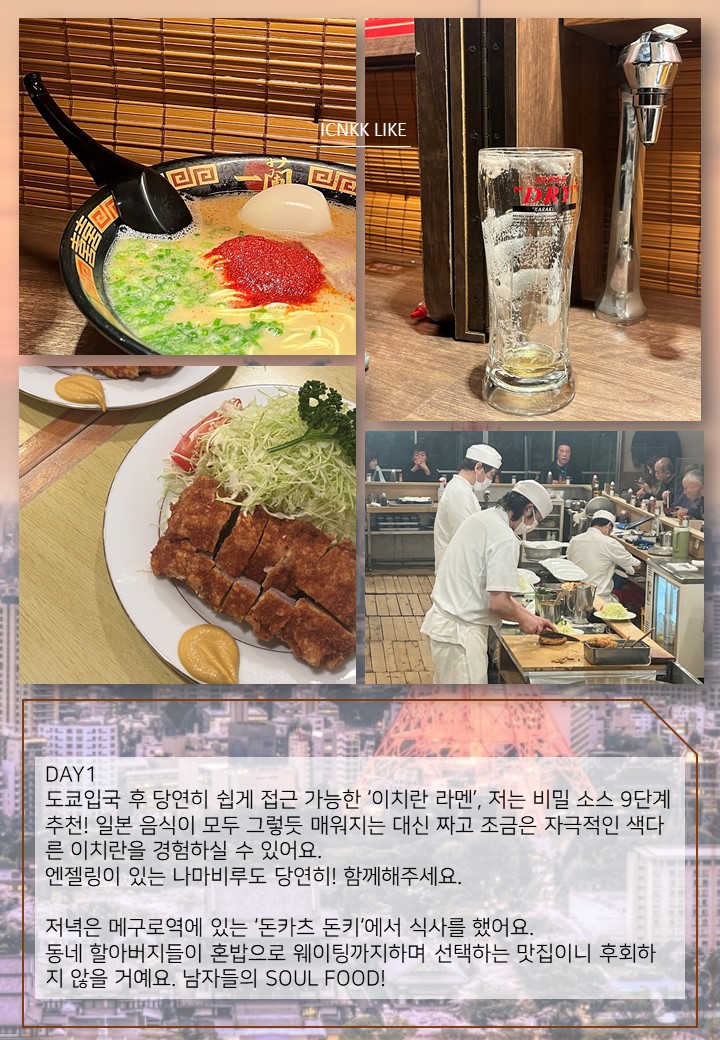 ICNKK LIKE
一蘭
"DRY"
DAY1
도쿄입국 후 당연히 쉽게 접근 가능한 '이치란 라멘', 저는 비밀 소스 9단계
추천! 일본 음식이 모두 그렇듯 매워지는 대신 짜고 조금은 자극적인 색다
른 이치란을 경험하실 수 있어요.
엔젤링이 있는 나마비루도 당연히! 함께해주세요.
저녁은 메구로역에 있는 '돈카츠 돈키'에서 식사를 했어요.
동네 할아버지들이 혼밥으로 웨이팅까지하며 선택하는 맛집이니 후회하
지 않을 거예요. 남자들의 SOUL FOOD!